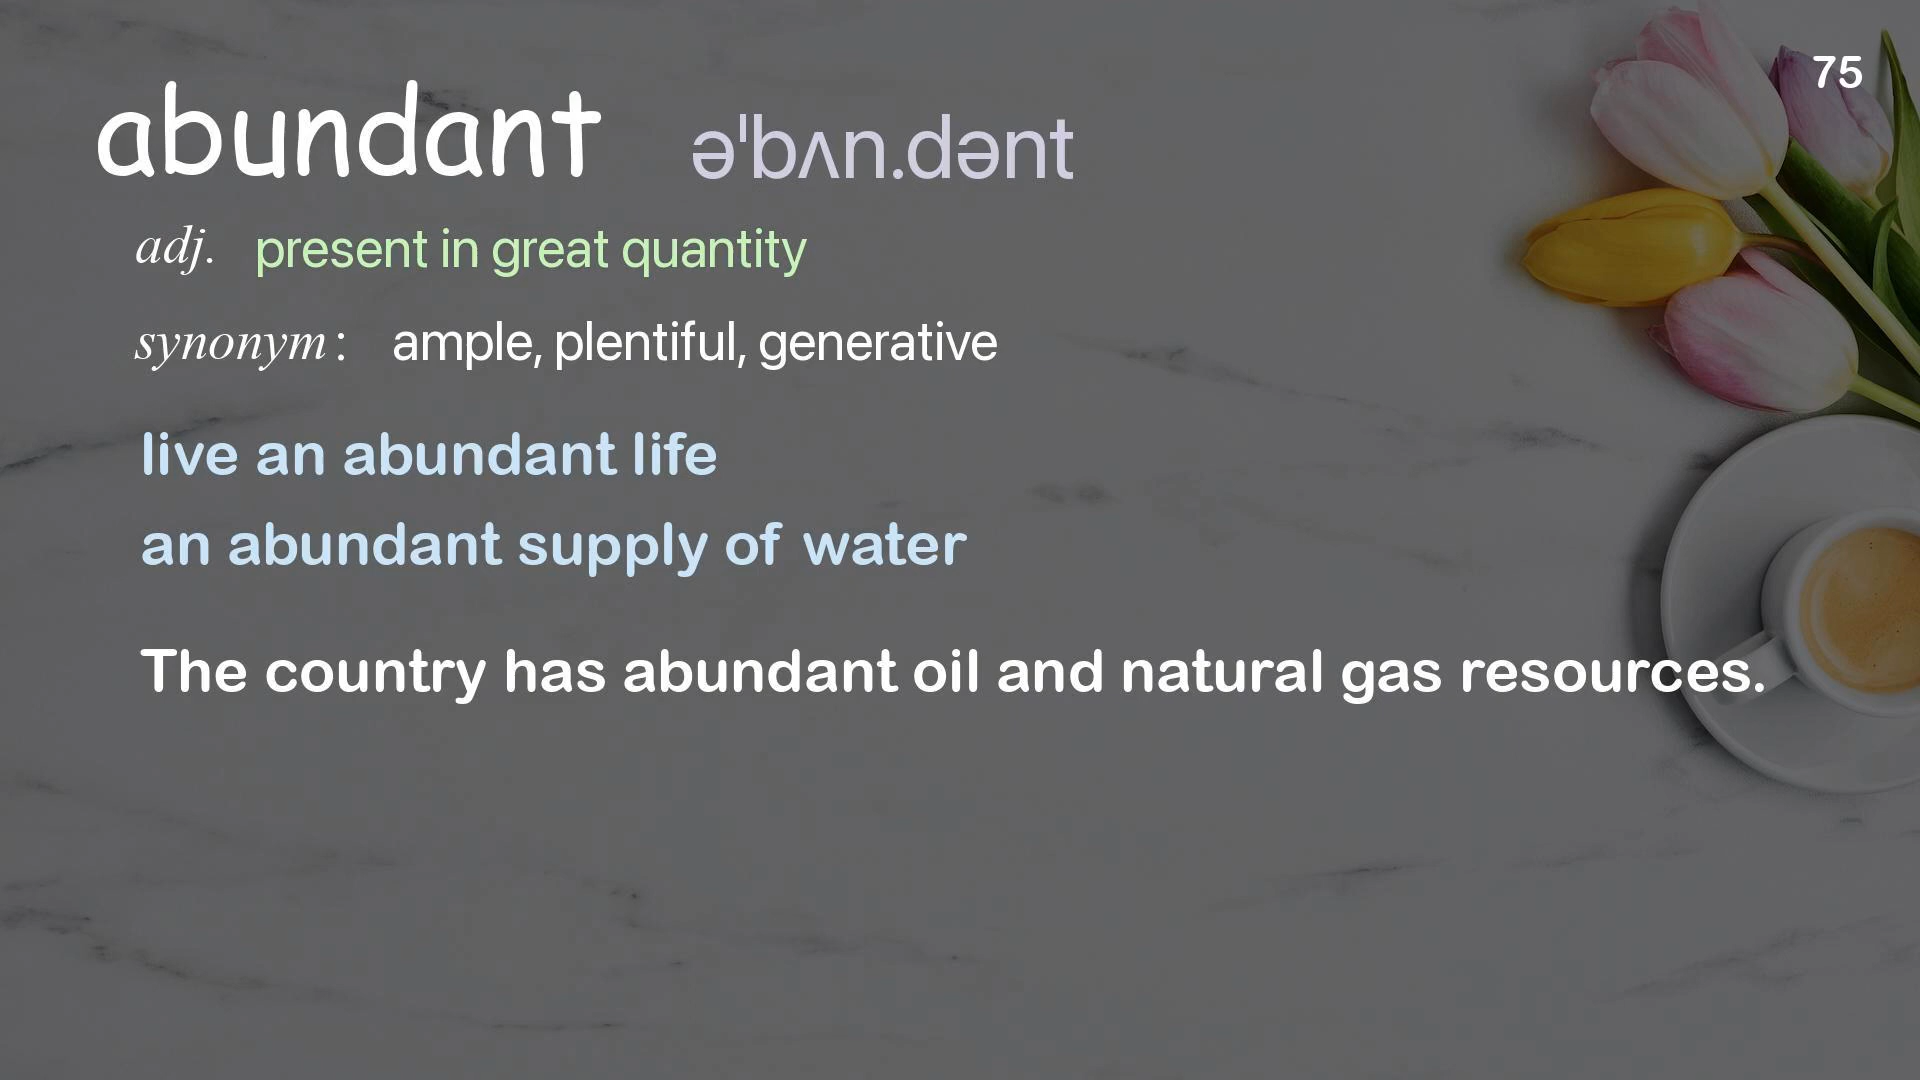 75
abundant əˈbʌn.dənt
adj. present in great quantity
synonym: ample, plentiful, generative
live an abundant life
an abundant supply of water
The country has abundant oil and natural gas resources.